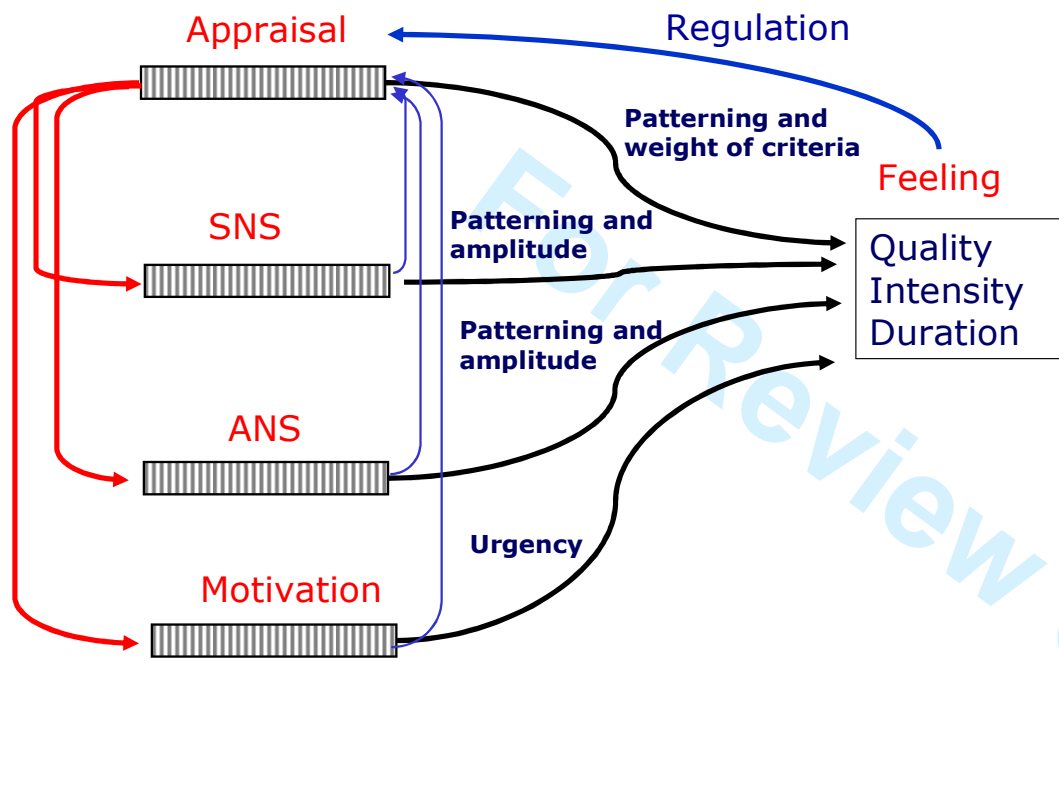 Appraisal
Regulation
Patterning and
weight of criteria
Feeling
SNS
Patterning and
amplitude
Quality
Intensity
Duration
Patterning and
amplitude
ANS
Urgency
Motivation
For Review